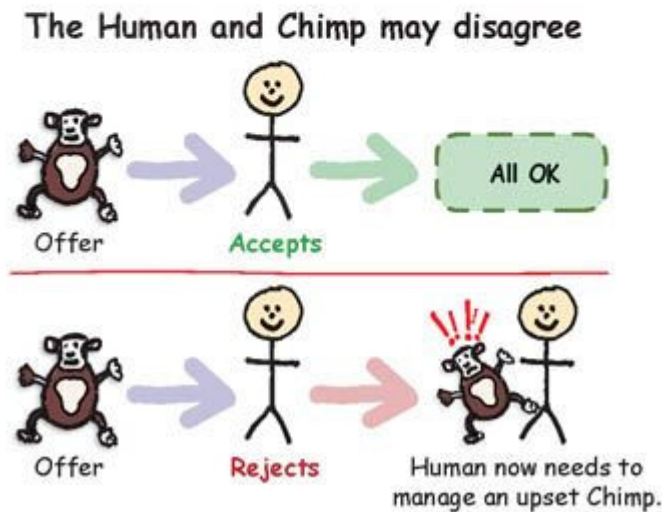 The Human and Chimp may disagree
All OK
Offer
Accepts
!!!!
Offer
Rejects
Human now needs to
manage an upset Chimp.